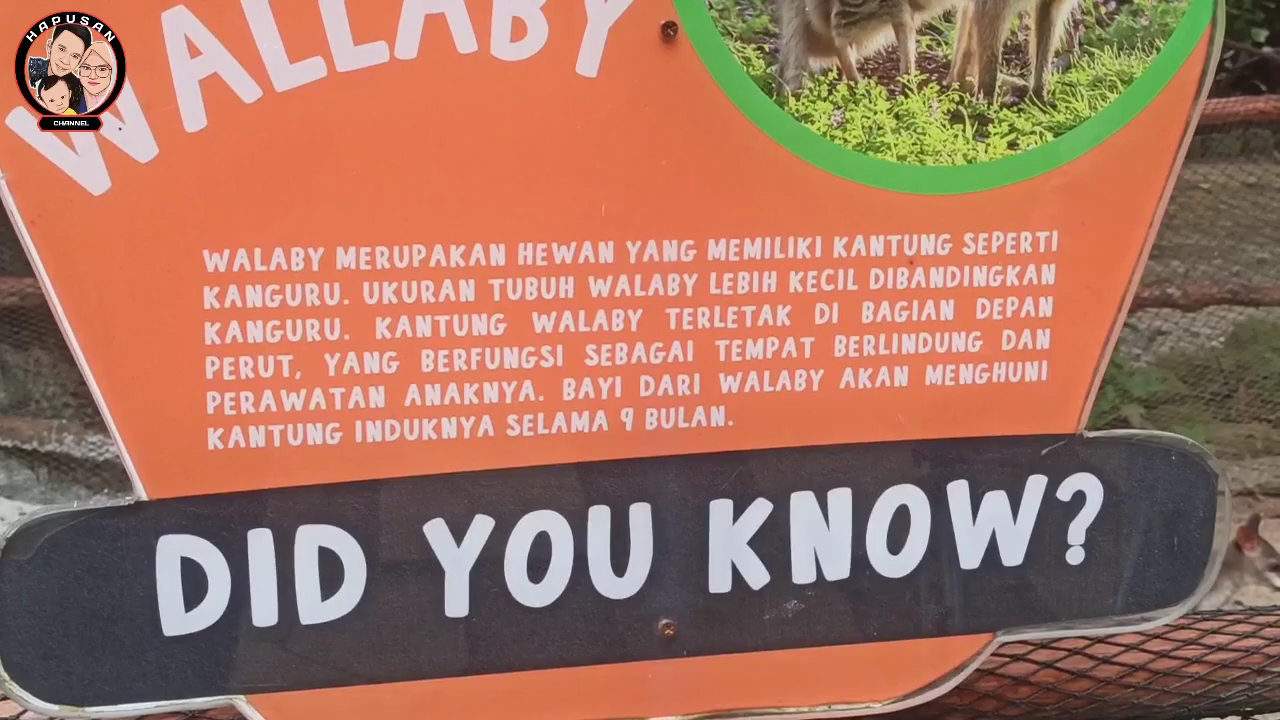 HAPUSAN
CHANNEL
WALLABY
WALABY MERUPAKAN HEWAN YANG MEMILIKI KANTUNG SEPERTI
KANGURU. UKURAN TUBUH WALABY LEBIH KECIL DIBANDINGKAN
KANGURU. KANTUNG WALABY TERLETAK DI BAGIAN DEPAN
PERUT, YANG BERFUNGSI SEBAGAI TEMPAT BERLINDUNG DAN
PERAWATAN ANAKNYA. BAYI DARI WALABY AKAN MENGHUNI
KANTUNG INDUKNYA SELAMA 9 BULAN.
DID YOU KNOW?